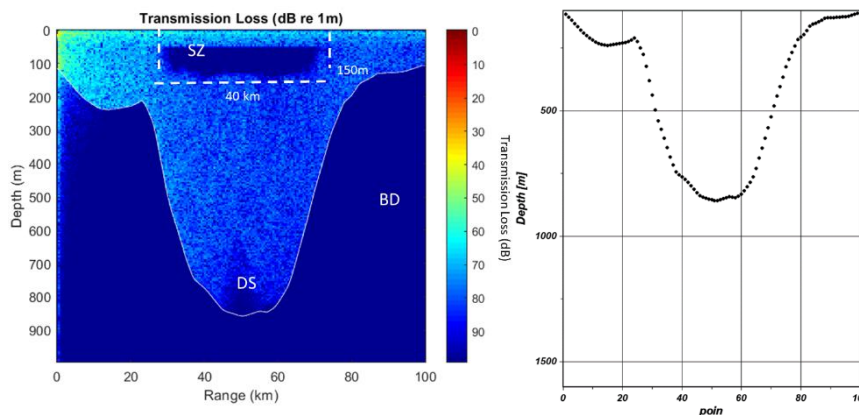 Transmission Loss (dB re 1m)
0
100
200
300
400
500
600
700
800
900
Depth (m)
SZ
150m
40 km
BD
DS
0 20 40 60 80 100
Range (km)
0
10
20
30
40
50
60
70
80
90
Transmission Loss (dB)
500
1000
1500
Depth [m]
0 20 40 60 80
poin